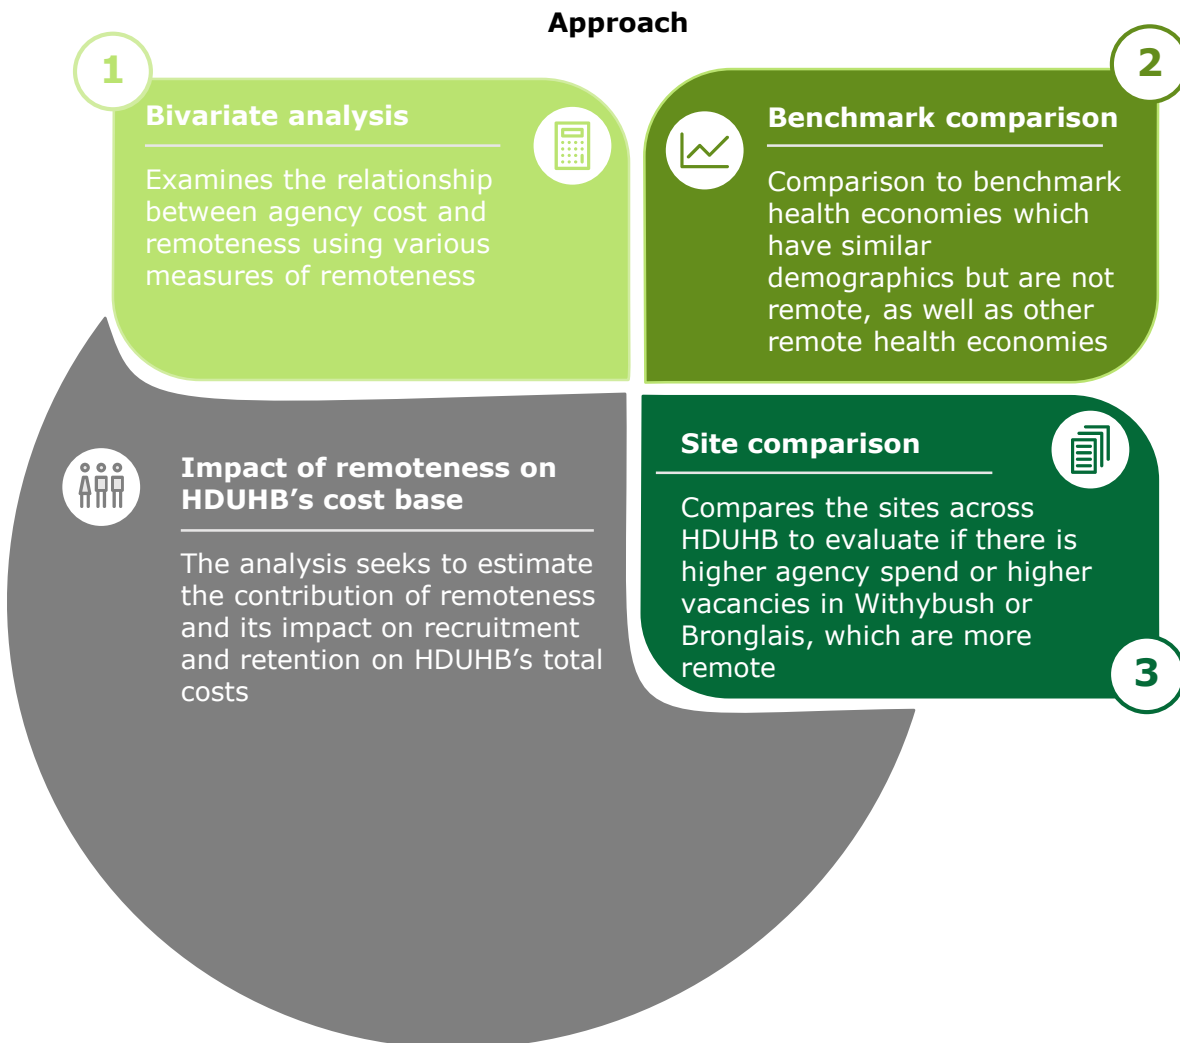 Approach
1
Bivariate analysis
Examines the relationship
between agency cost and
remoteness using various
measures of remoteness
2
Benchmark comparison
Comparison to benchmark
health economies which
have similar
demographics but are not
remote, as well as other
remote health economies
Impact of remoteness on
HDUHB’s cost base
The analysis seeks to estimate
the contribution of remoteness
and its impact on recruitment
and retention on HDUHB’s total
costs
Site comparison
Compares the sites across
HDUHB to evaluate if there is
higher agency spend or higher
vacancies in Withybush or
Bronglais, which are more
remote
3